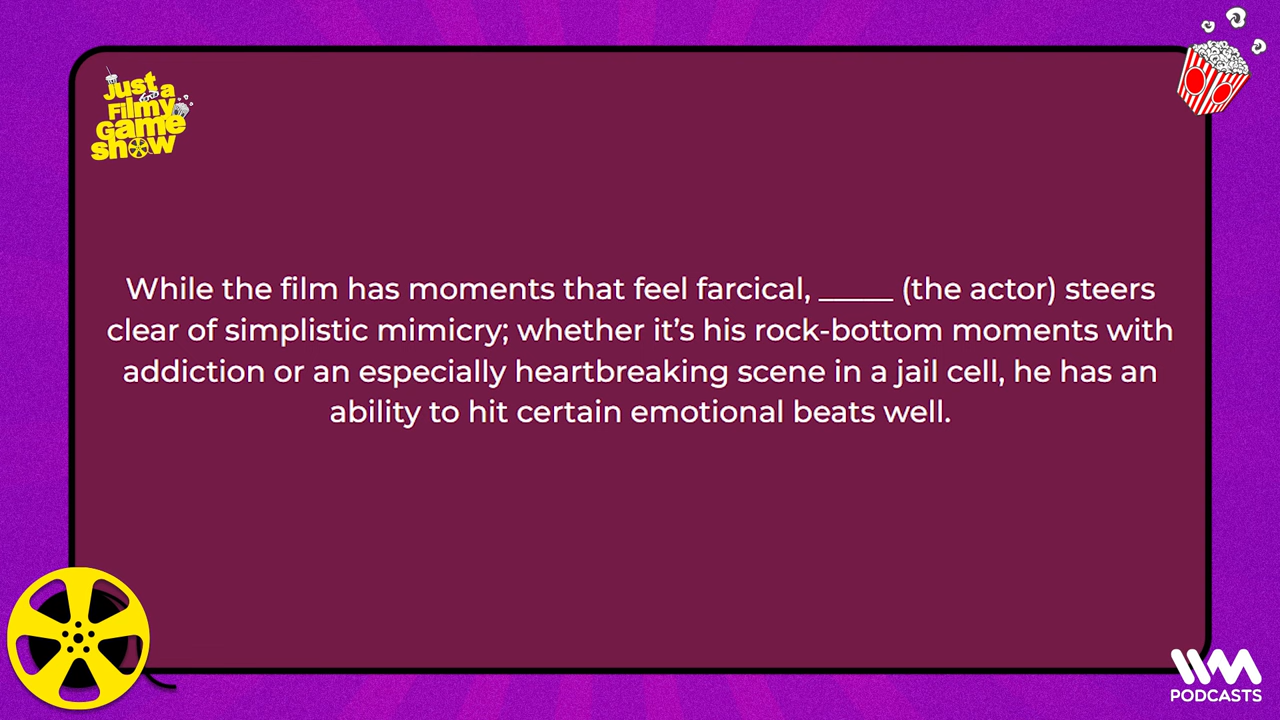 Just a
Filmy
Game
show
While the film has moments that feel farcical, _____ (the actor) steers
clear of simplistic mimicry; whether it’s his rock-bottom moments with
addiction or an especially heartbreaking scene in a jail cell, he has an
ability to hit certain emotional beats well.
IVM
PODCASTS